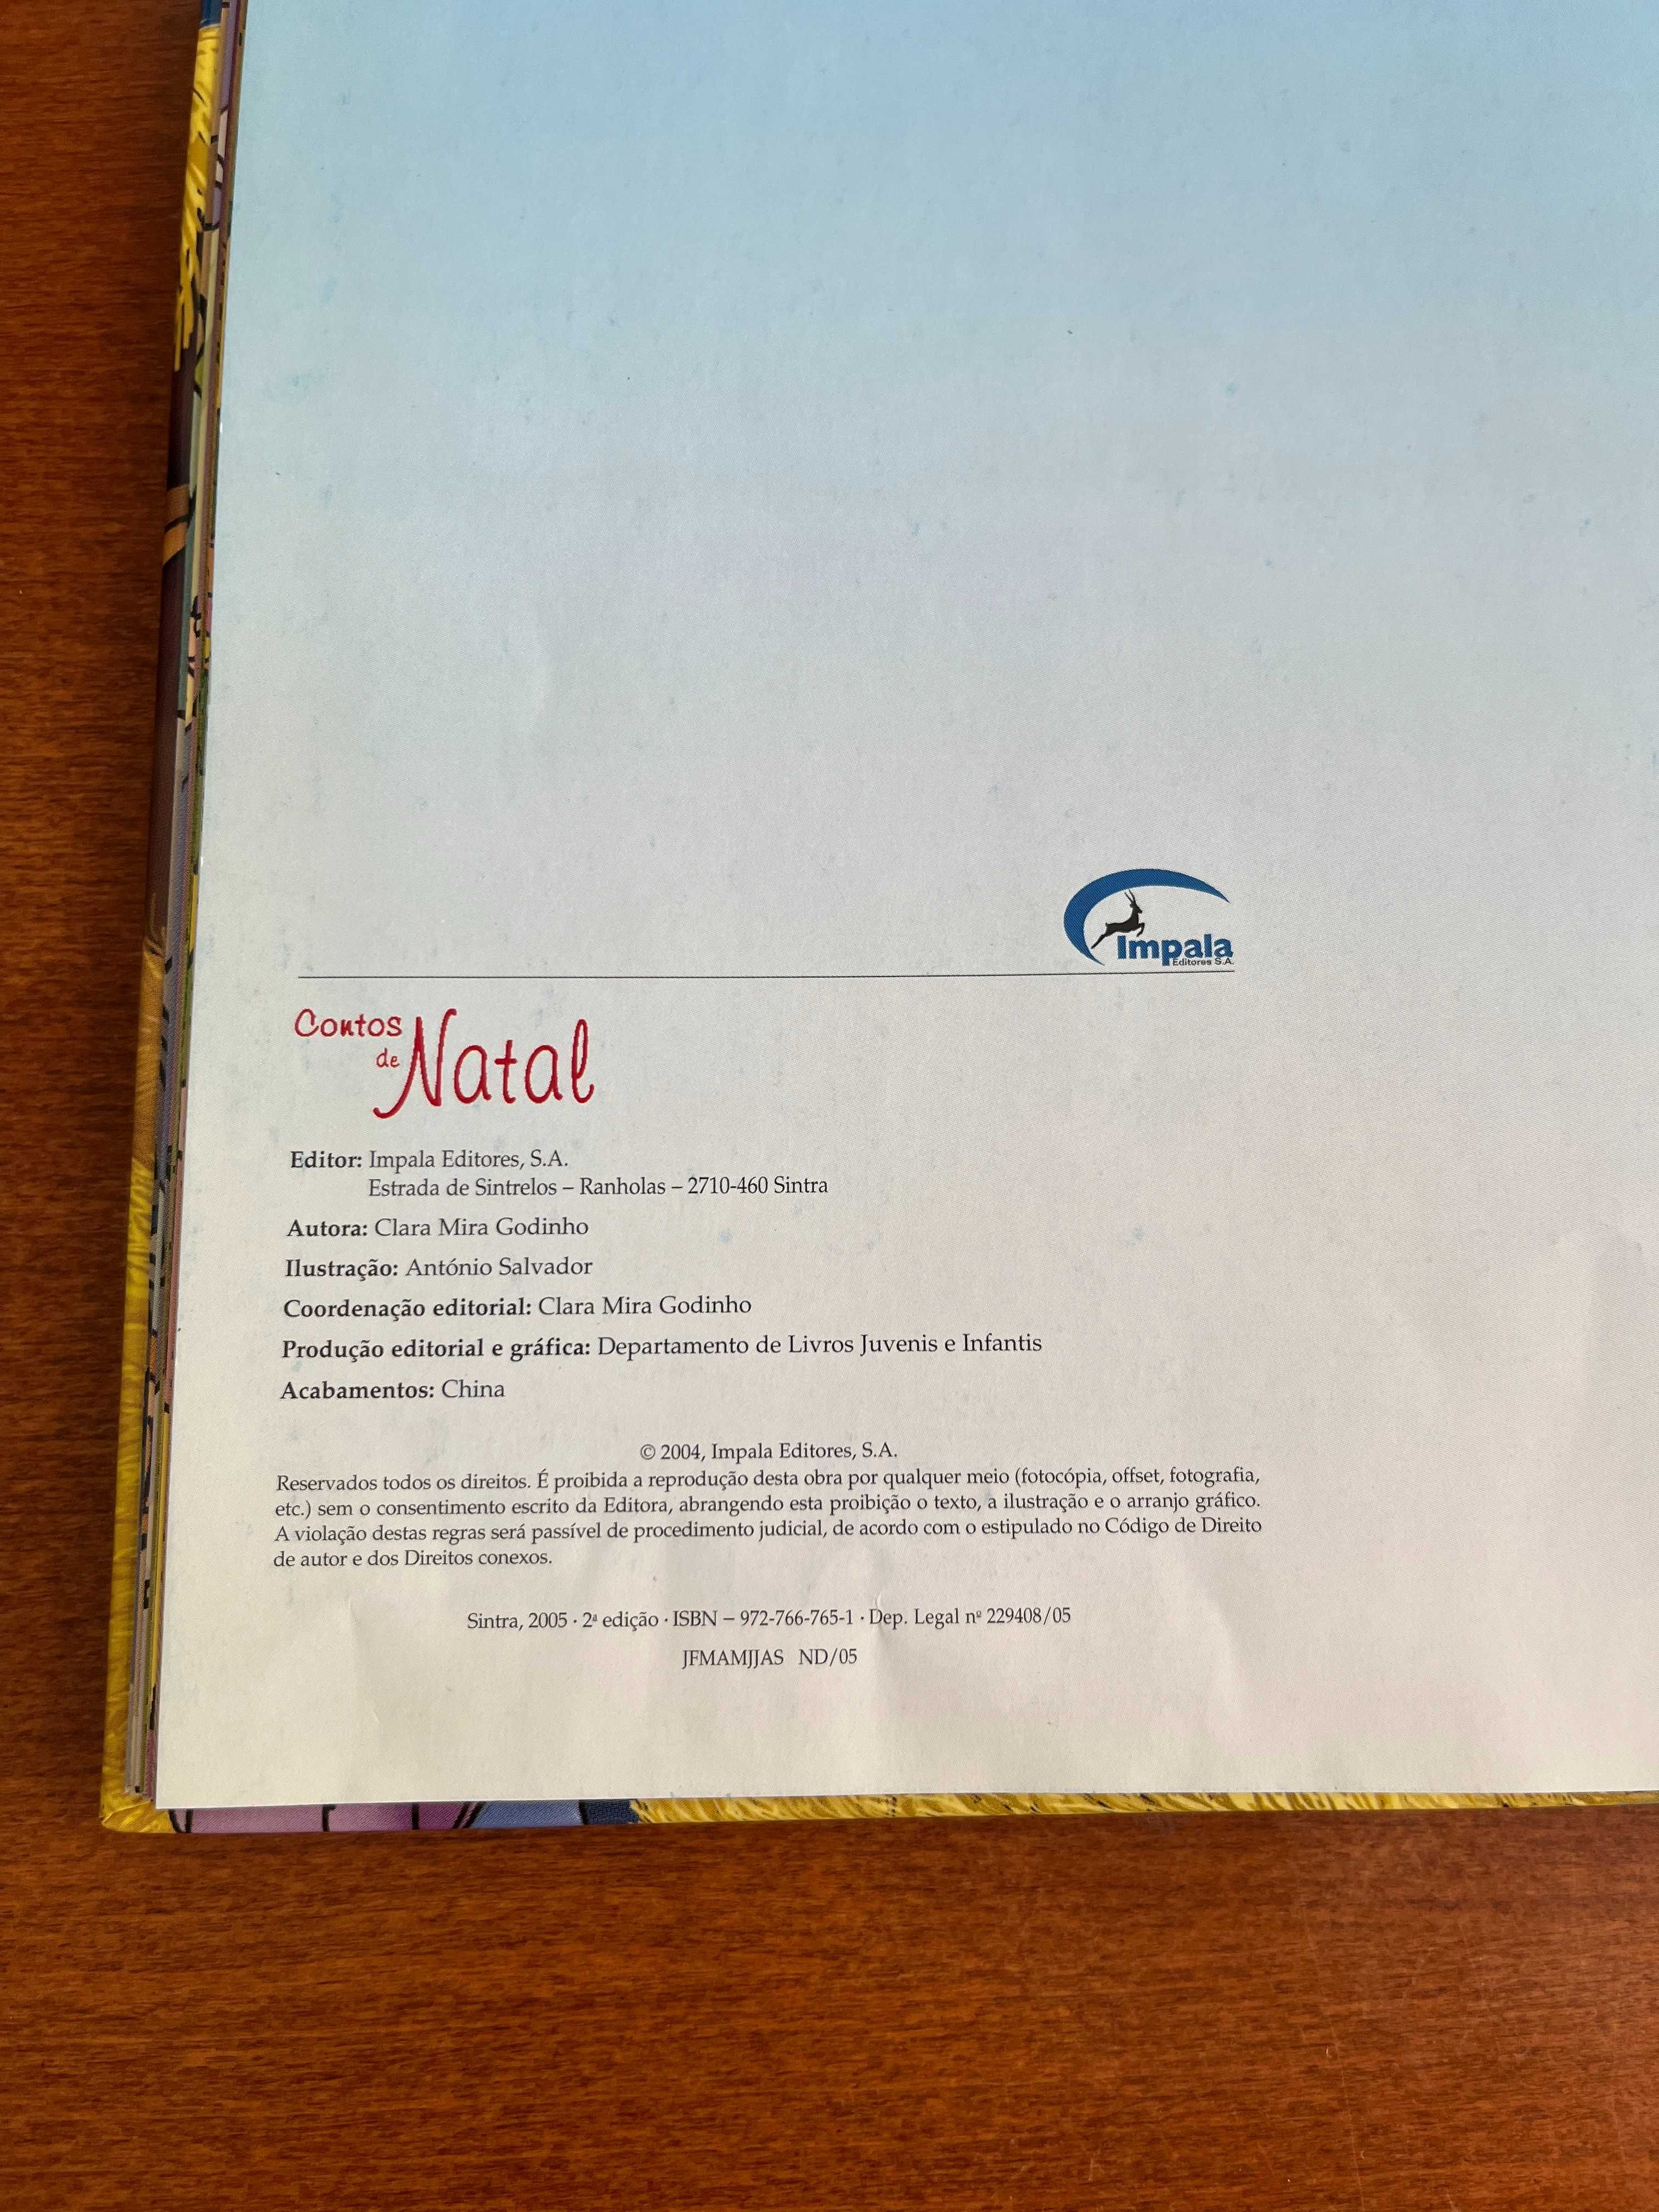 Impala
Editores S.A.
Contos
de Natal
Editor: Impala Editores, S.A.
Estrada de Sintrelos – Ranholas – 2710-460 Sintra
Autora: Clara Mira Godinho
Ilustração: António Salvador
Coordenação editorial: Clara Mira Godinho
Produção editorial e gráfica: Departamento de Livros Juvenis e Infantis
Acabamentos: China
© 2004, Impala Editores, S.A.
Reservados todos os direitos. É proibida a reprodução desta obra por qualquer meio (fotocópia, offset, fotografia,
etc.) sem o consentimento escrito da Editora, abrangendo esta proibição o texto, a ilustração e o arranjo gráfico.
A violação destas regras será passível de procedimento judicial, de acordo com o estipulado no Código de Direito
de autor e dos Direitos conexos.
Sintra, 2005 · 2ª edição · ISBN – 972-766-765-1 · Dep. Legal nº 229408/05
JFMAMJJAS ND/05